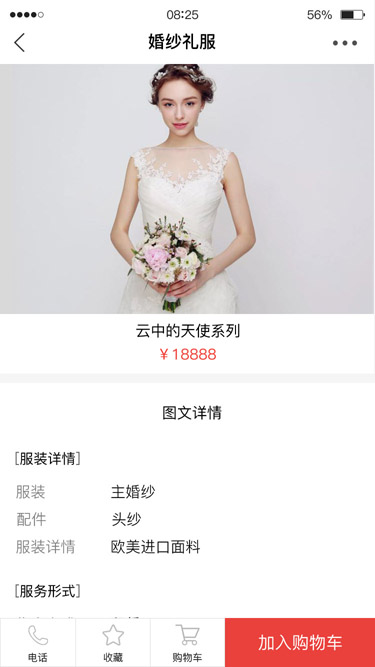 08:25 56%
婚纱礼服
云中的天使系列
￥18888
图文详情
[服装详情]
服装 主婚纱
配件 头纱
服装详情 欧美进口面料
[服务形式]
电话 收藏 购物车 加入购物车